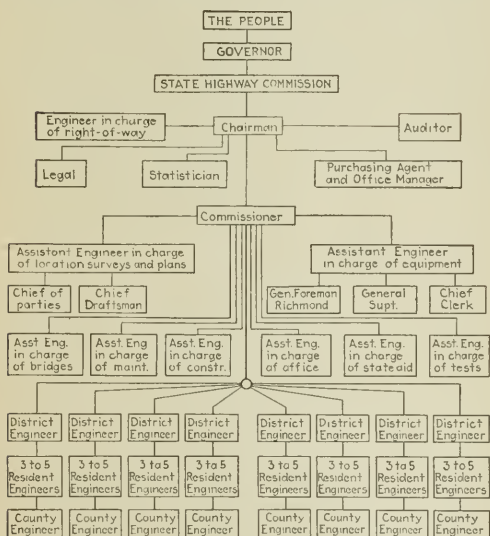 THE PEOPLE
GOVERNOR
STATE HIGHWAY COMMISSION
Engineer in charge
of right-of-way
Chairman
Auditor
Legal
Statistician
Purchasing Agent
and Office Manager
Commissioner
Assistant Engineer in charge
of location surveys and plans
Assistant Engineer
in charge of equipment
Chief of
parties
Chief
Draftsman
Gen. Foreman
Richmond
General
Supt.
Chief
Clerk
Asst Eng.
in charge
of bridges
Asst. Eng.
in charge
of maint.
Asst. Eng.
in charge
of constr.
Asst. Eng.
in charge
of office
Asst. Eng.
in charge
of state aid
Asst. Eng.
in charge
of tests
District
Engineer
District
Engineer
District
Engineer
District
Engineer
District
Engineer
District
Engineer
District
Engineer
District
Engineer
3 to 5
Resident
Engineers
3 to 5
Resident
Engineers
3 to 5
Resident
Engineers
3 to 5
Resident
Engineers
3 to 5
Resident
Engineers
3 to 5
Resident
Engineers
3 to 5
Resident
Engineers
3 to 5
Resident
Engineers
County
Engineer
County
Engineer
County
Engineer
County
Engineer
County
Engineer
County
Engineer
County
Engineer
County
Engineer